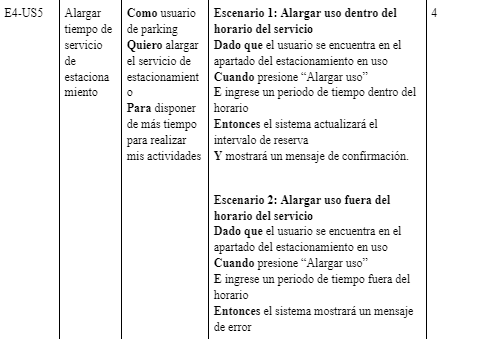 E4-US5
Alargar
tiempo de
servicio
de
estaciona
miento
Como usuario
de parking
Quiero alargar
el servicio de
estacionamient
o
Para disponer
de más tiempo
para realizar
mis actividades
Escenario 1: Alargar uso dentro del
horario del servicio
Dado que el usuario se encuentra en el
apartado del estacionamiento en uso
Cuando presione “Alargar uso”
E ingrese un periodo de tiempo dentro del
horario
Entonces el sistema actualizará el
intervalo de reserva
Y mostrará un mensaje de confirmación.
Escenario 2: Alargar uso fuera del
horario del servicio
Dado que el usuario se encuentra en el
apartado del estacionamiento en uso
Cuando presione “Alargar uso”
E ingrese un periodo de tiempo fuera del
horario
Entonces el sistema mostrará un mensaje
de error
4